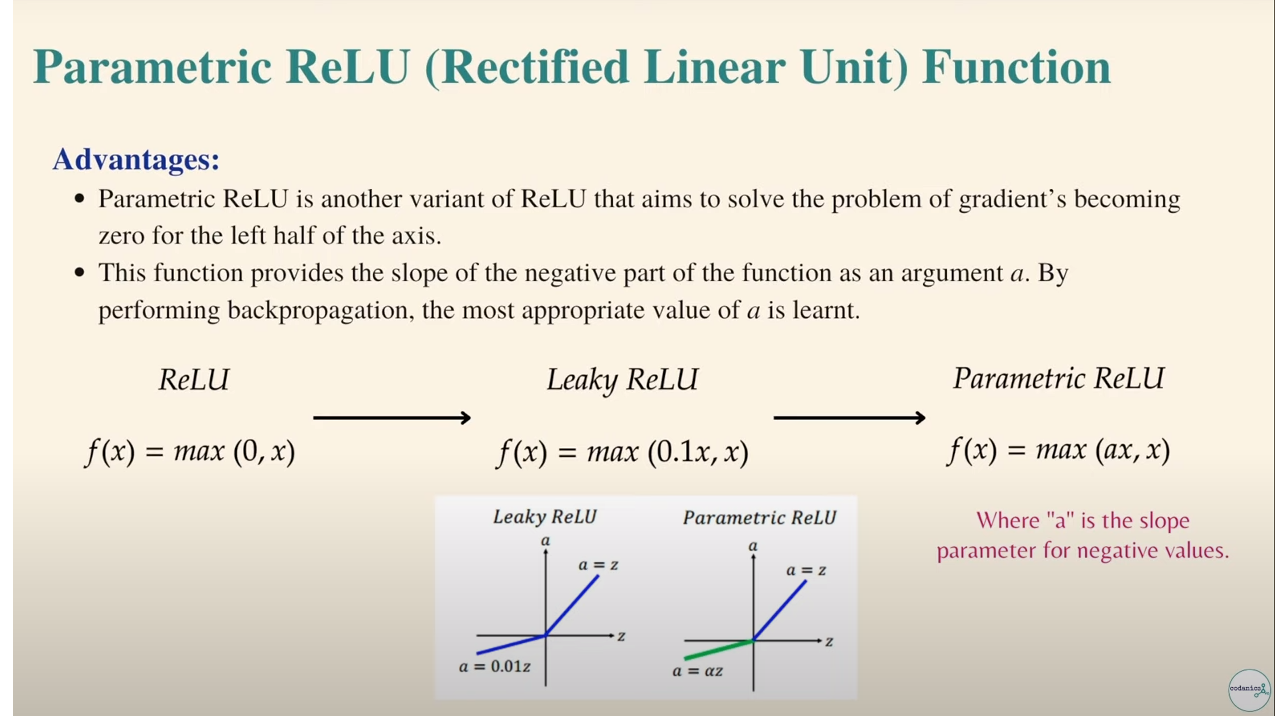 Parametric ReLU (Rectified Linear Unit) Function
Advantages:
• Parametric ReLU is another variant of ReLU that aims to solve the problem of gradient’s becoming
zero for the left half of the axis.
• This function provides the slope of the negative part of the function as an argument a. By
performing backpropagation, the most appropriate value of a is learnt.
ReLU
f(x) = max (0, x)
Leaky ReLU
f(x) = max (0.1x, x)
Parametric ReLU
f(x) = max (ax, x)
Where "a" is the slope
parameter for negative values.
Leaky ReLU
a
a = z
z
a = 0.01z
Parametric ReLU
a
a = z
z
a = αz
codanics